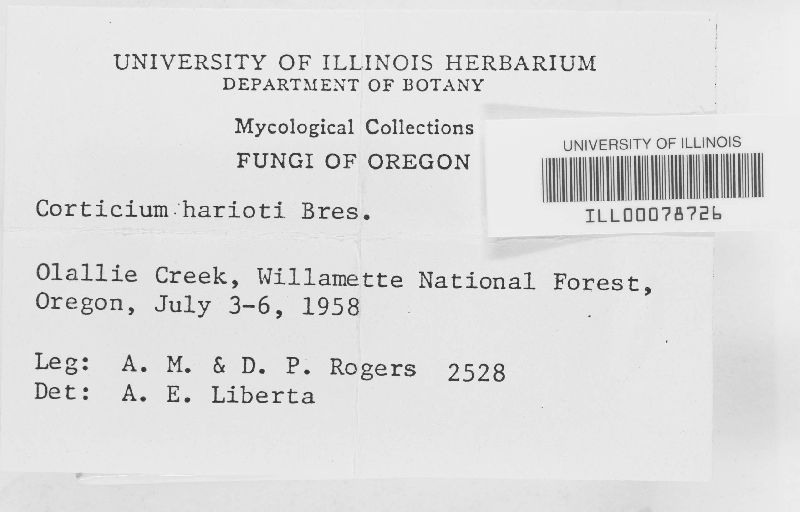 UNIVERSITY OF ILLINOIS HERBARIUM
DEPARTMENT OF BOTANY
Mycological Collections
FUNGI OF OREGON
UNIVERSITY OF ILLINOIS
ILL00078726
Corticium harioti Bres.
Olallie Creek, Willamette National Forest,
Oregon, July 3-6, 1958
Leg: A. M. & D. P. Rogers 2528
Det: A. E. Liberta